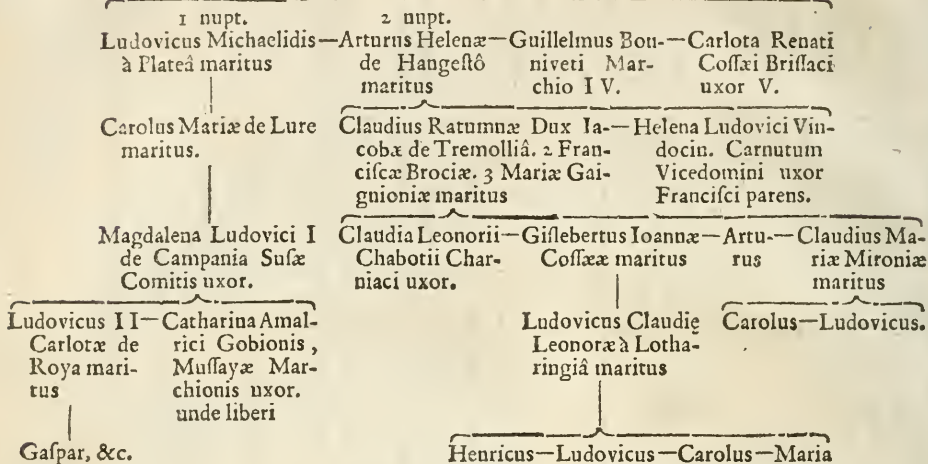 1 nupt. 2 nupt.
Ludovicus Michaelidis—Arturus Helenæ—Guillelmus Bon-—Carlota Renati
à Plateâ maritus de Hangeſtô niveti Mar- Coſſæi Briſſaci
maritus chio IV. uxor V.
Carolus Mariæ de Lure Claudius Ratumnæ Dux Ia-—Helena Ludovici Vin-
maritus. cobæ de Tremolliâ. 2 Fran- docin. Carnutum
ciſcæ Brociæ. 3 Mariæ Gai- Vicedomini uxor
gnioniæ maritus Franciſci parens.
Magdalena Ludovici I Claudia Leonorii—Giſlebertus Ioannæ—Artu-—Claudius Ma-
de Campania Suſæ Chabotii Char- Coſſææ maritus rus riæ Mironiæ
Comitis uxor. niaci uxor. maritus
Ludovicus II—Catharina Amal- Ludovicus Claudię Carolus—Ludovicus.
Carlotæ de rici Gobionis, Leonoræ à Lotha-
Roya mari- Muſſayæ Mar- ringiâ maritus
tus chionis uxor.
unde liberi
Gaſpar, &c. Henricus—Ludovicus—Carolus—Maria